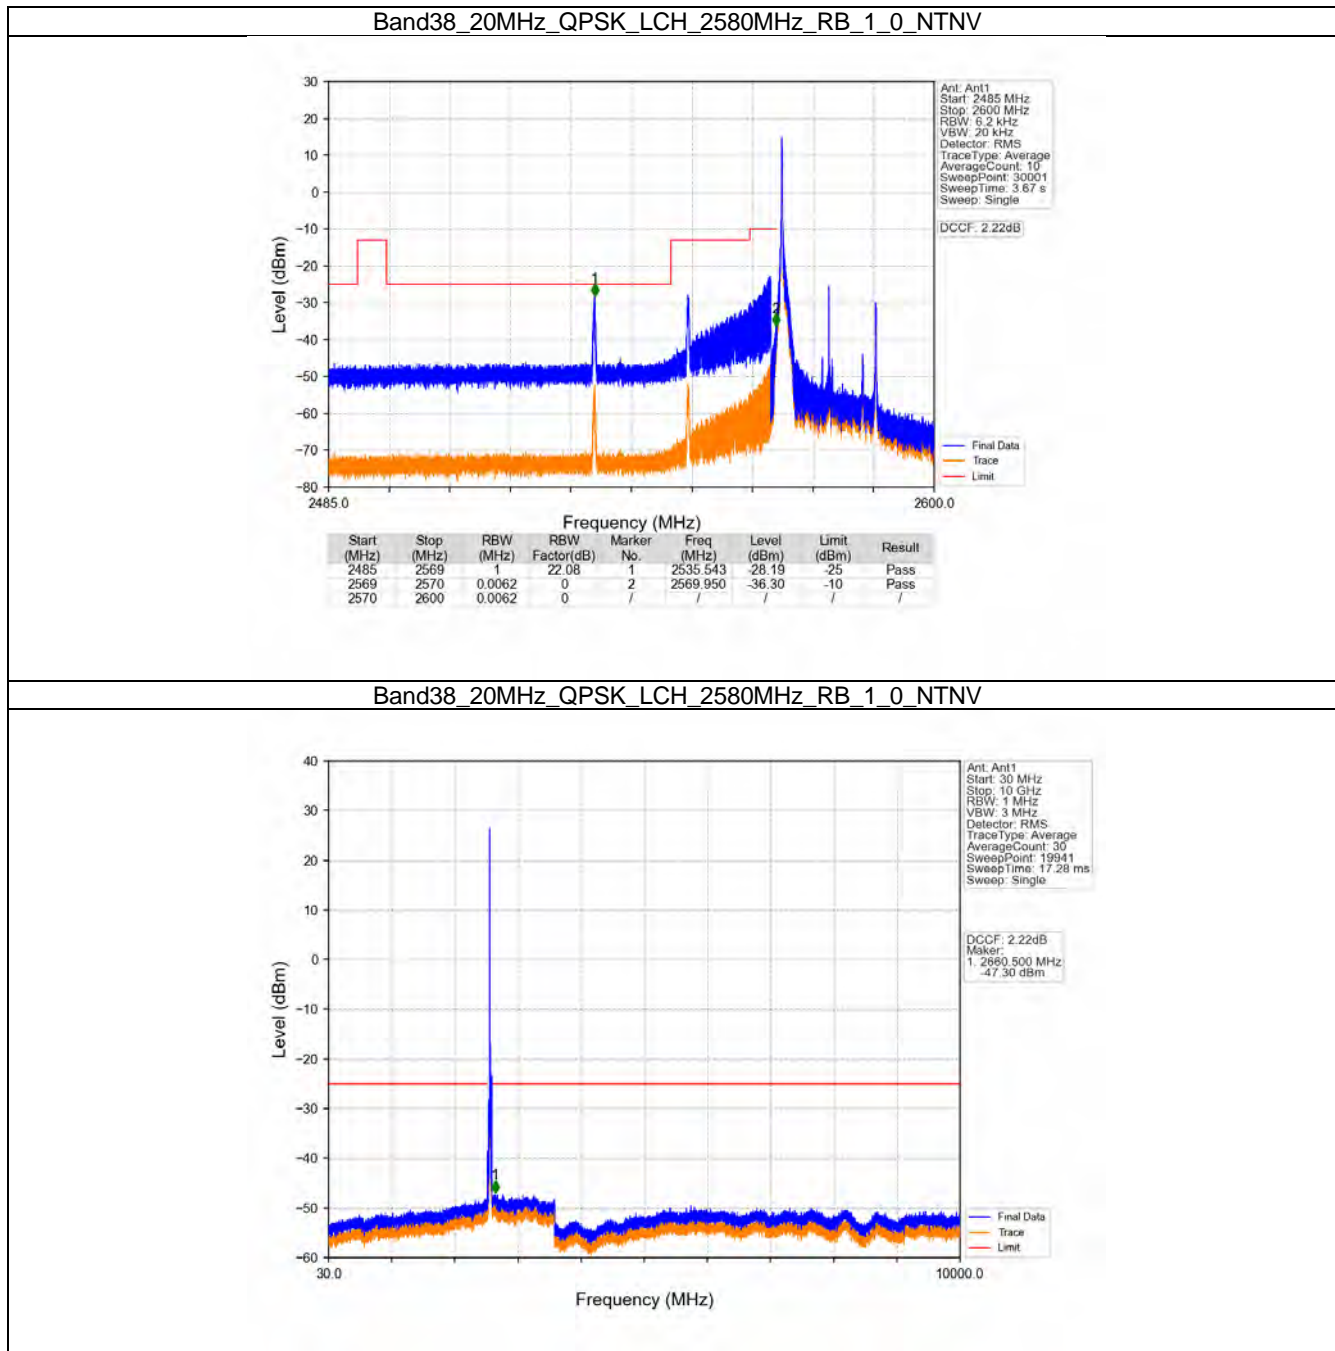 Band38_20MHz_QPSK_LCH_2580MHz_RB_1_0_NTNV
30
20
10
0
−10
−20
−30
−40
−50
−60
−70
−80
Level (dBm)
1
2
2485.0
2600.0
Frequency (MHz)
Ant: Ant1
Start: 2485 MHz
Stop: 2600 MHz
RBW: 6.2 kHz
VBW: 20 kHz
Detector: RMS
TraceType: Average
AverageCount: 10
SweepPoint: 30001
SweepTime: 3.67 s
Sweep: Single
DCCF: 2.22dB
Final Data
Trace
Limit
Start (MHz) Stop (MHz) RBW (MHz) RBW Factor(dB) Marker No. Freq (MHz) Level (dBm) Limit (dBm) Result
2485 2569 1 22.08 1 2535.543 -28.19 -25 Pass
2569 2570 0.0062 0 2 2569.950 -36.30 -10 Pass
2570 2600 0.0062 0 / / / / /
Band38_20MHz_QPSK_LCH_2580MHz_RB_1_0_NTNV
40
30
20
10
0
−10
−20
−30
−40
−50
−60
Level (dBm)
1
30.0
10000.0
Frequency (MHz)
Ant: Ant1
Start: 30 MHz
Stop: 10 GHz
RBW: 1 MHz
VBW: 3 MHz
Detector: RMS
TraceType: Average
AverageCount: 30
SweepPoint: 19941
SweepTime: 17.28 ms
Sweep: Single
DCCF: 2.22dB
Maker:
1. 2660.500 MHz
-47.30 dBm
Final Data
Trace
Limit